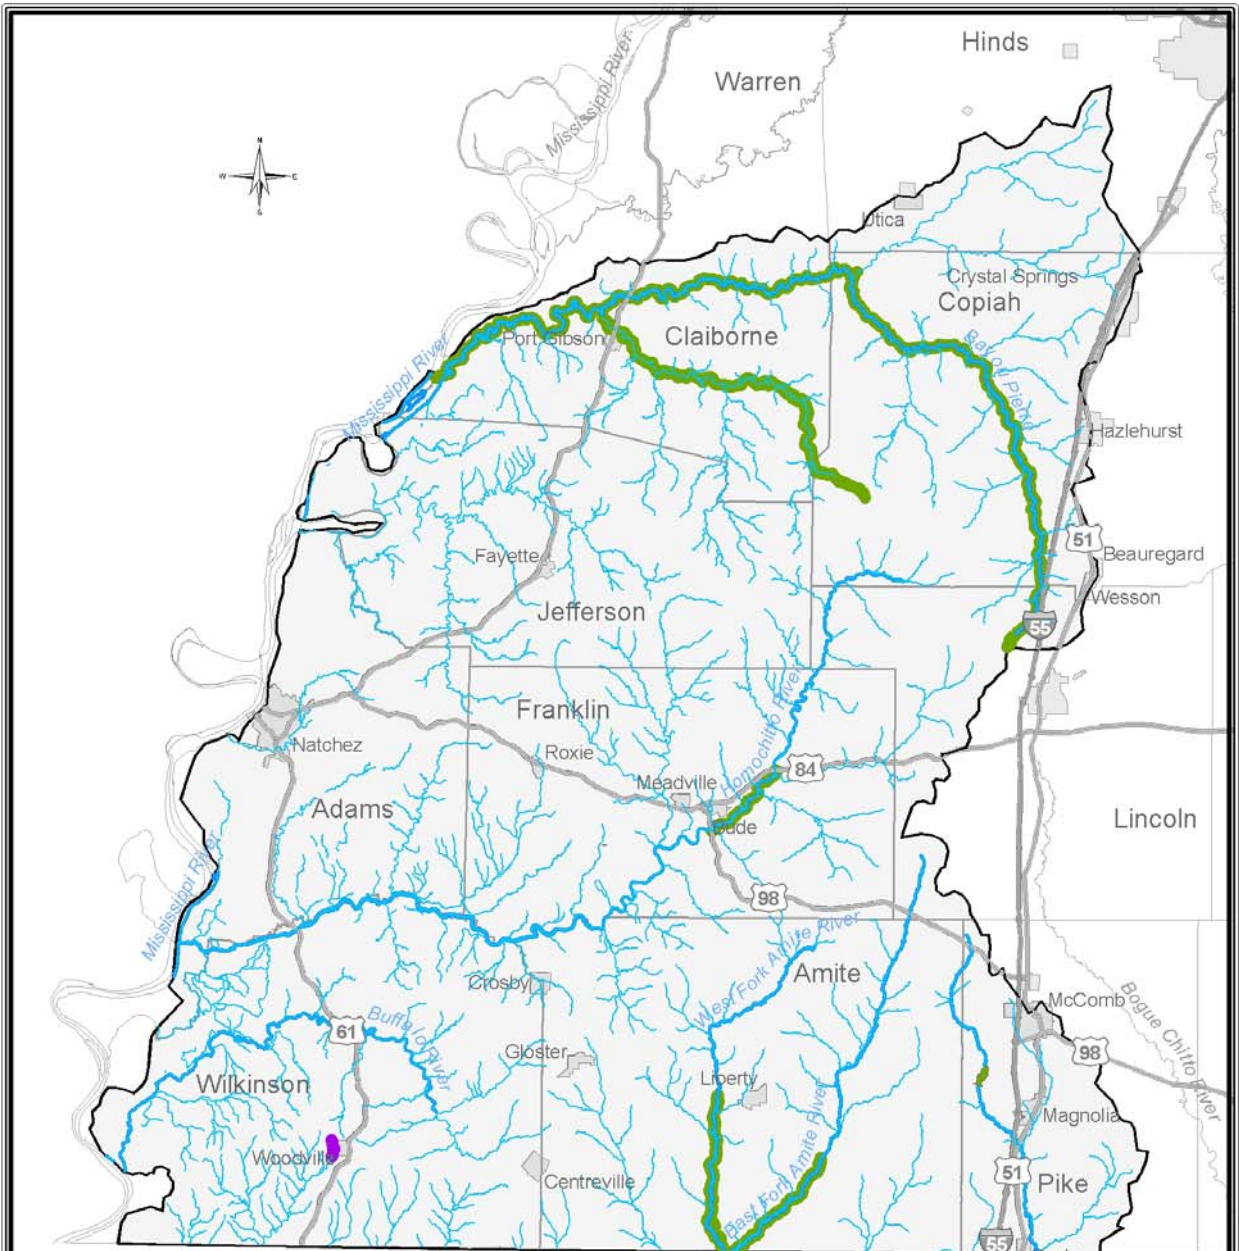 Hinds
Mississippi River
Warren
N
W
E
S
Utica
Crystal Springs
Copiah
Port Gibson
Claiborne
Bayou Pierre
Mississippi River
Hazlehurst
51
Beauregard
Fayette
Wesson
Jefferson
55
Homochitto River
Franklin
Natchez
Roxie
84
Meadville
Adams
Bude
Lincoln
Mississippi River
98
West Fork Amite River
Amite
Crosby
McComb
Bogue Chitto River
Buffalo River
61
98
Gloster
Wilkinson
Liberty
East Fork Amite River
Magnolia
Woodville
51
Centreville
Pike
55